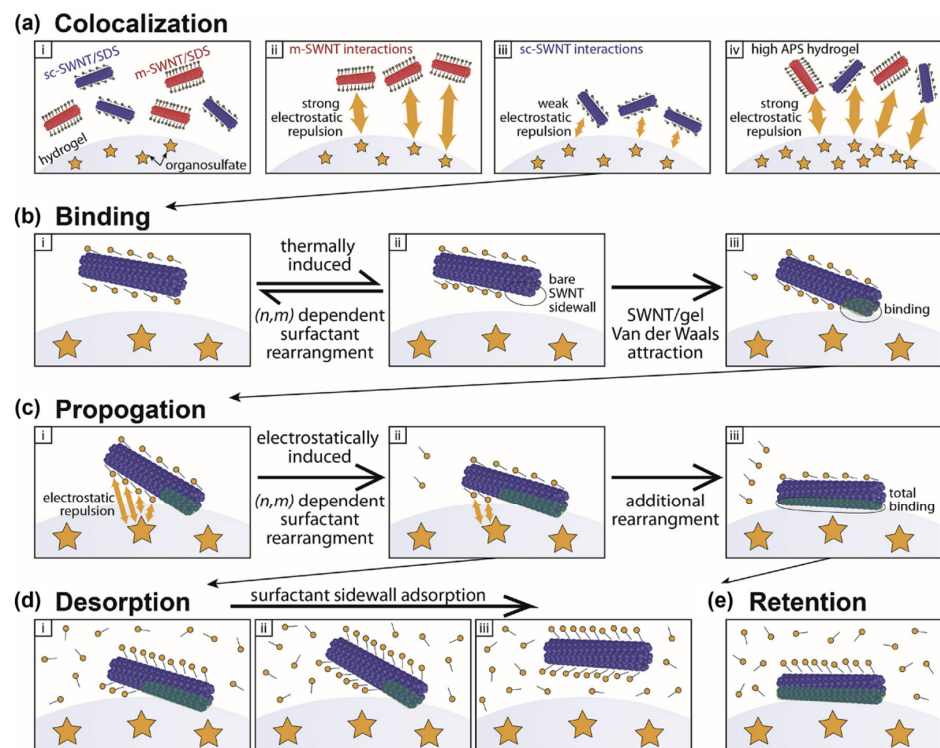 (a) Colocalization
i
sc-SWNT/SDS
m-SWNT/SDS
hydrogel
organosulfate
ii
m-SWNT interactions
strong
electrostatic
repulsion
iii
sc-SWNT interactions
weak
electrostatic
repulsion
iv
high APS hydrogel
strong
electrostatic
repulsion
(b) Binding
i
thermally
induced
(n,m) dependent
surfactant
rearrangment
ii
bare
SWNT
sidewall
SWNT/gel
Van der Waals
attraction
iii
binding
(c) Propogation
i
electrostatic
repulsion
electrostatically
induced
(n,m) dependent
surfactant
rearrangment
ii
additional
rearrangment
iii
total
binding
(d) Desorption
surfactant sidewall adsorption
i
ii
iii
(e) Retention
i